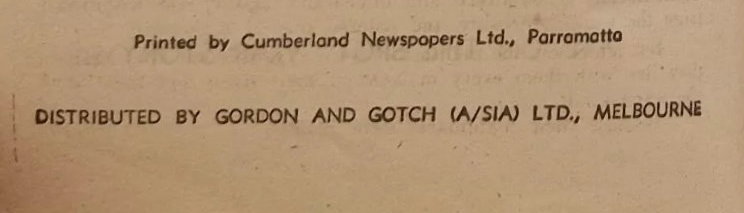 Printed by Cumberland Newspapers Ltd., Parramatta
DISTRIBUTED BY GORDON AND GOTCH (A/SIA) LTD., MELBOURNE